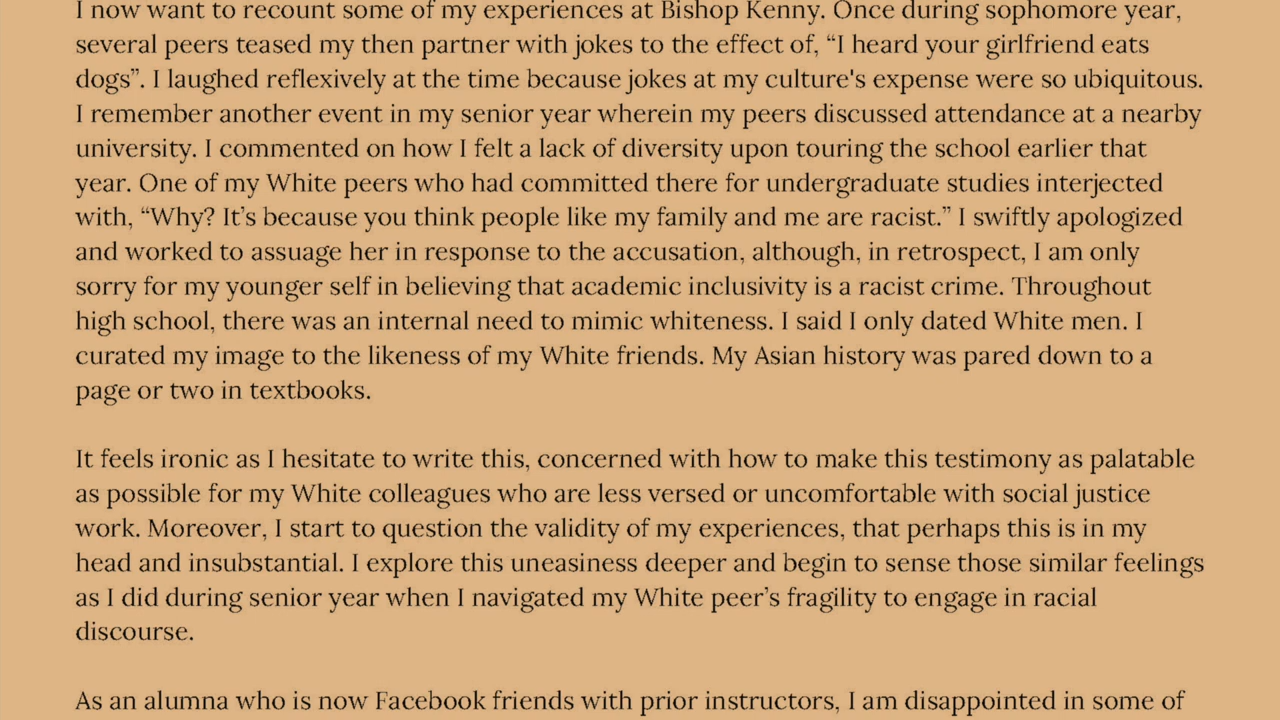 I now want to recount some of my experiences at Bishop Kenny. Once during sophomore year,
several peers teased my then partner with jokes to the effect of, “I heard your girlfriend eats
dogs”. I laughed reflexively at the time because jokes at my culture's expense were so ubiquitous.
I remember another event in my senior year wherein my peers discussed attendance at a nearby
university. I commented on how I felt a lack of diversity upon touring the school earlier that
year. One of my White peers who had committed there for undergraduate studies interjected
with, “Why? It’s because you think people like my family and me are racist.” I swiftly apologized
and worked to assuage her in response to the accusation, although, in retrospect, I am only
sorry for my younger self in believing that academic inclusivity is a racist crime. Throughout
high school, there was an internal need to mimic whiteness. I said I only dated White men. I
curated my image to the likeness of my White friends. My Asian history was pared down to a
page or two in textbooks.
It feels ironic as I hesitate to write this, concerned with how to make this testimony as palatable
as possible for my White colleagues who are less versed or uncomfortable with social justice
work. Moreover, I start to question the validity of my experiences, that perhaps this is in my
head and insubstantial. I explore this uneasiness deeper and begin to sense those similar feelings
as I did during senior year when I navigated my White peer’s fragility to engage in racial
discourse.
As an alumna who is now Facebook friends with prior instructors, I am disappointed in some of